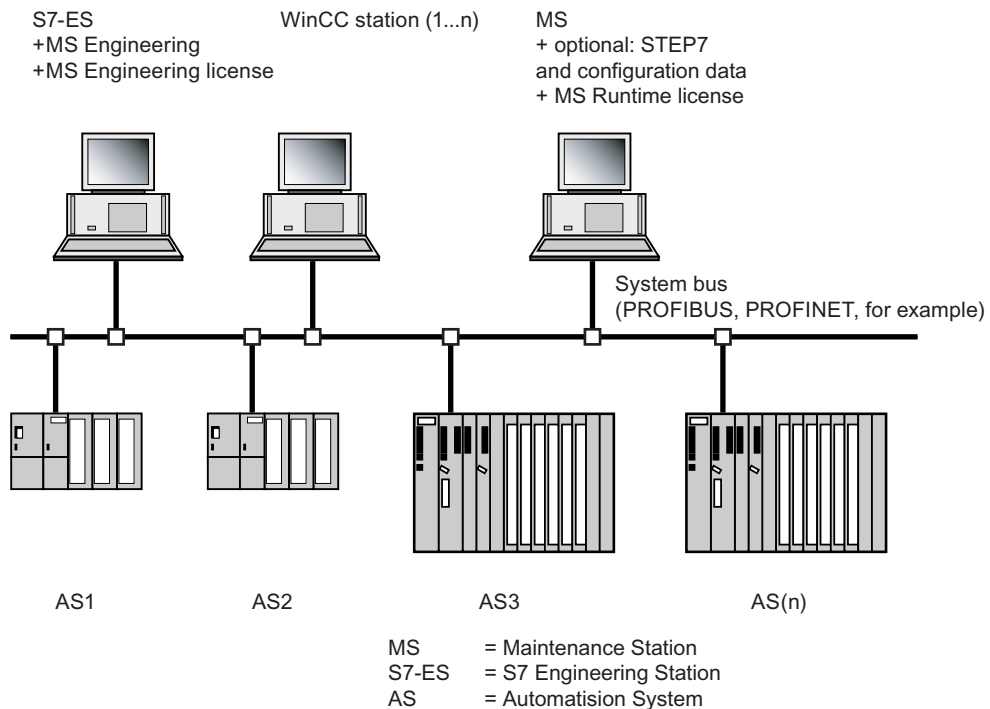 S7-ES
+MS Engineering
+MS Engineering license
WinCC station (1...n)
MS
+ optional: STEP7
and configuration data
+ MS Runtime license
System bus
(PROFIBUS, PROFINET, for example)
AS1
AS2
AS3
AS(n)
MS = Maintenance Station
S7-ES = S7 Engineering Station
AS = Automatision System